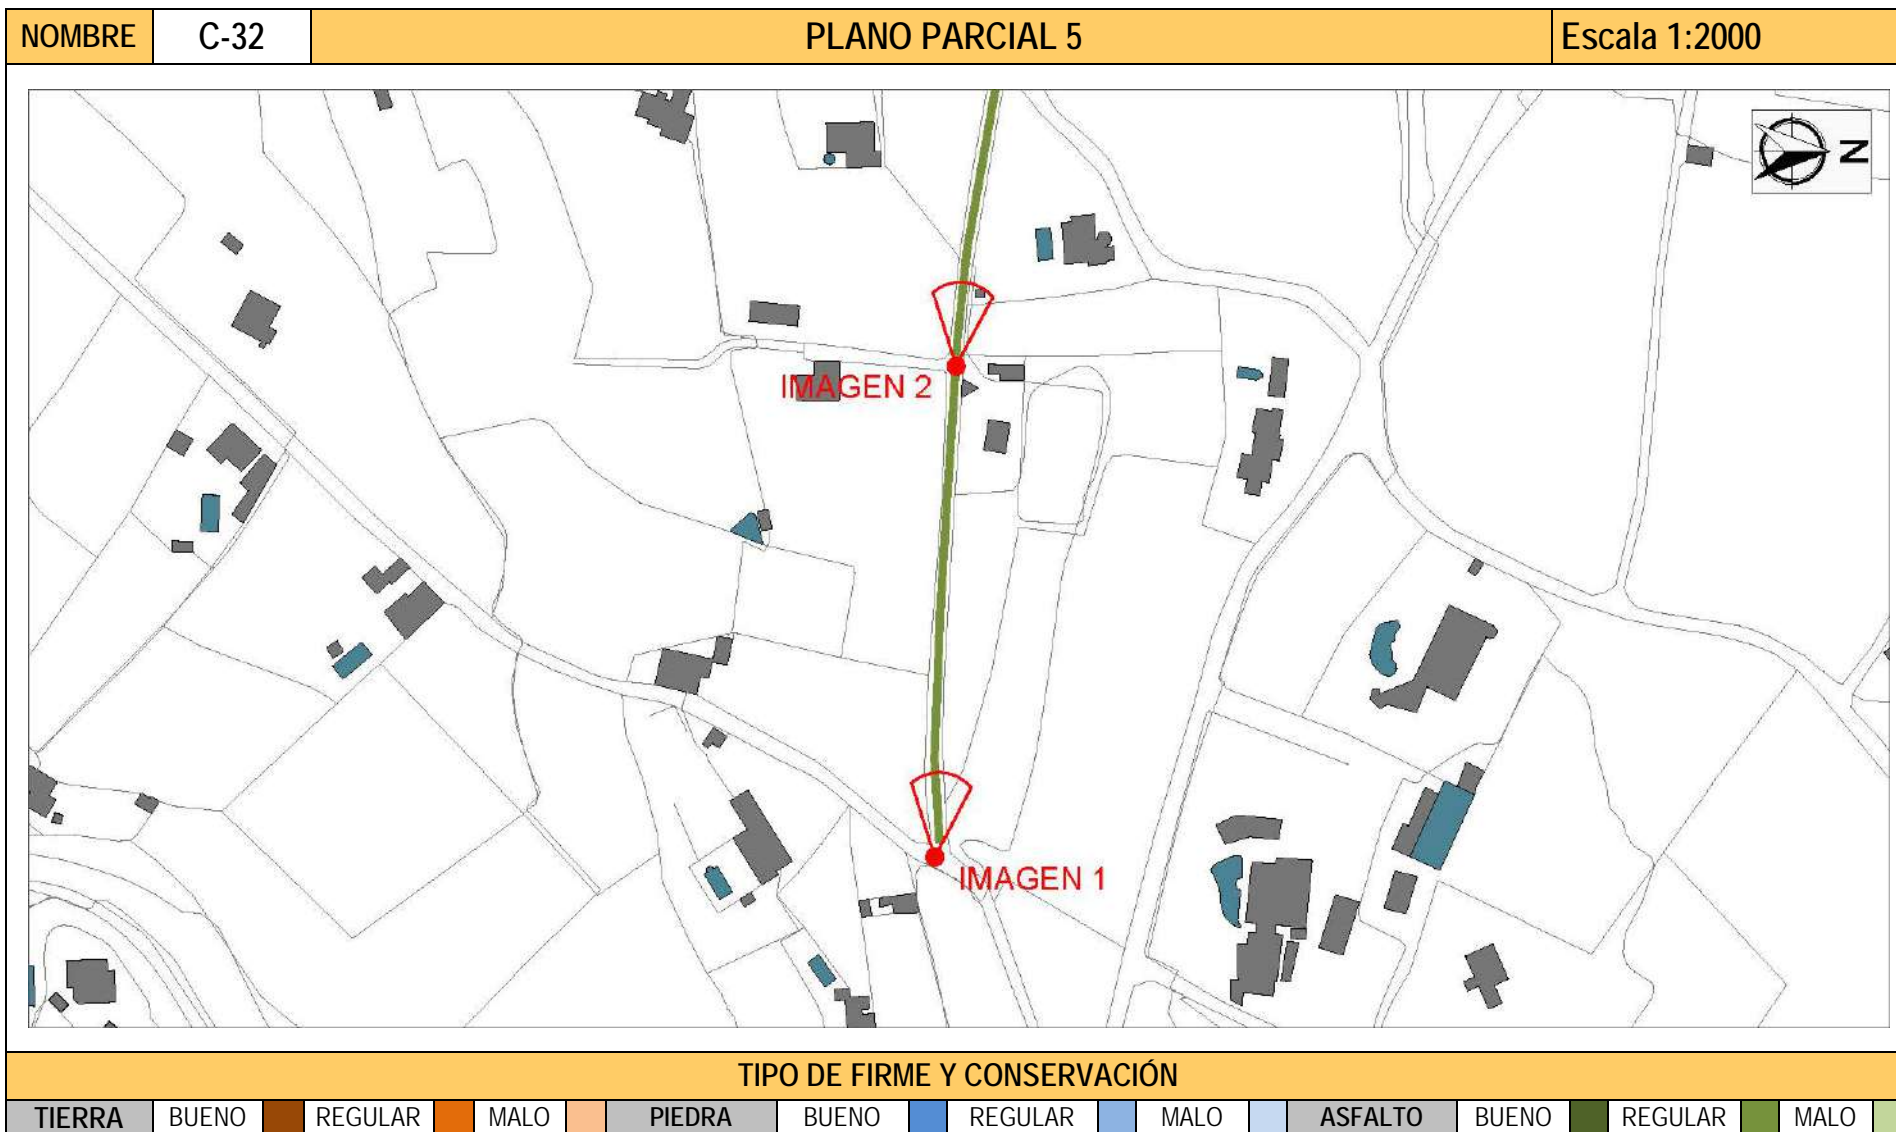 NOMBRE C-32 PLANO PARCIAL 5 Escala 1:2000
N
IMAGEN 2
IMAGEN 1
TIPO DE FIRME Y CONSERVACIÓN
TIERRA BUENO REGULAR MALO PIEDRA BUENO REGULAR MALO ASFALTO BUENO REGULAR MALO